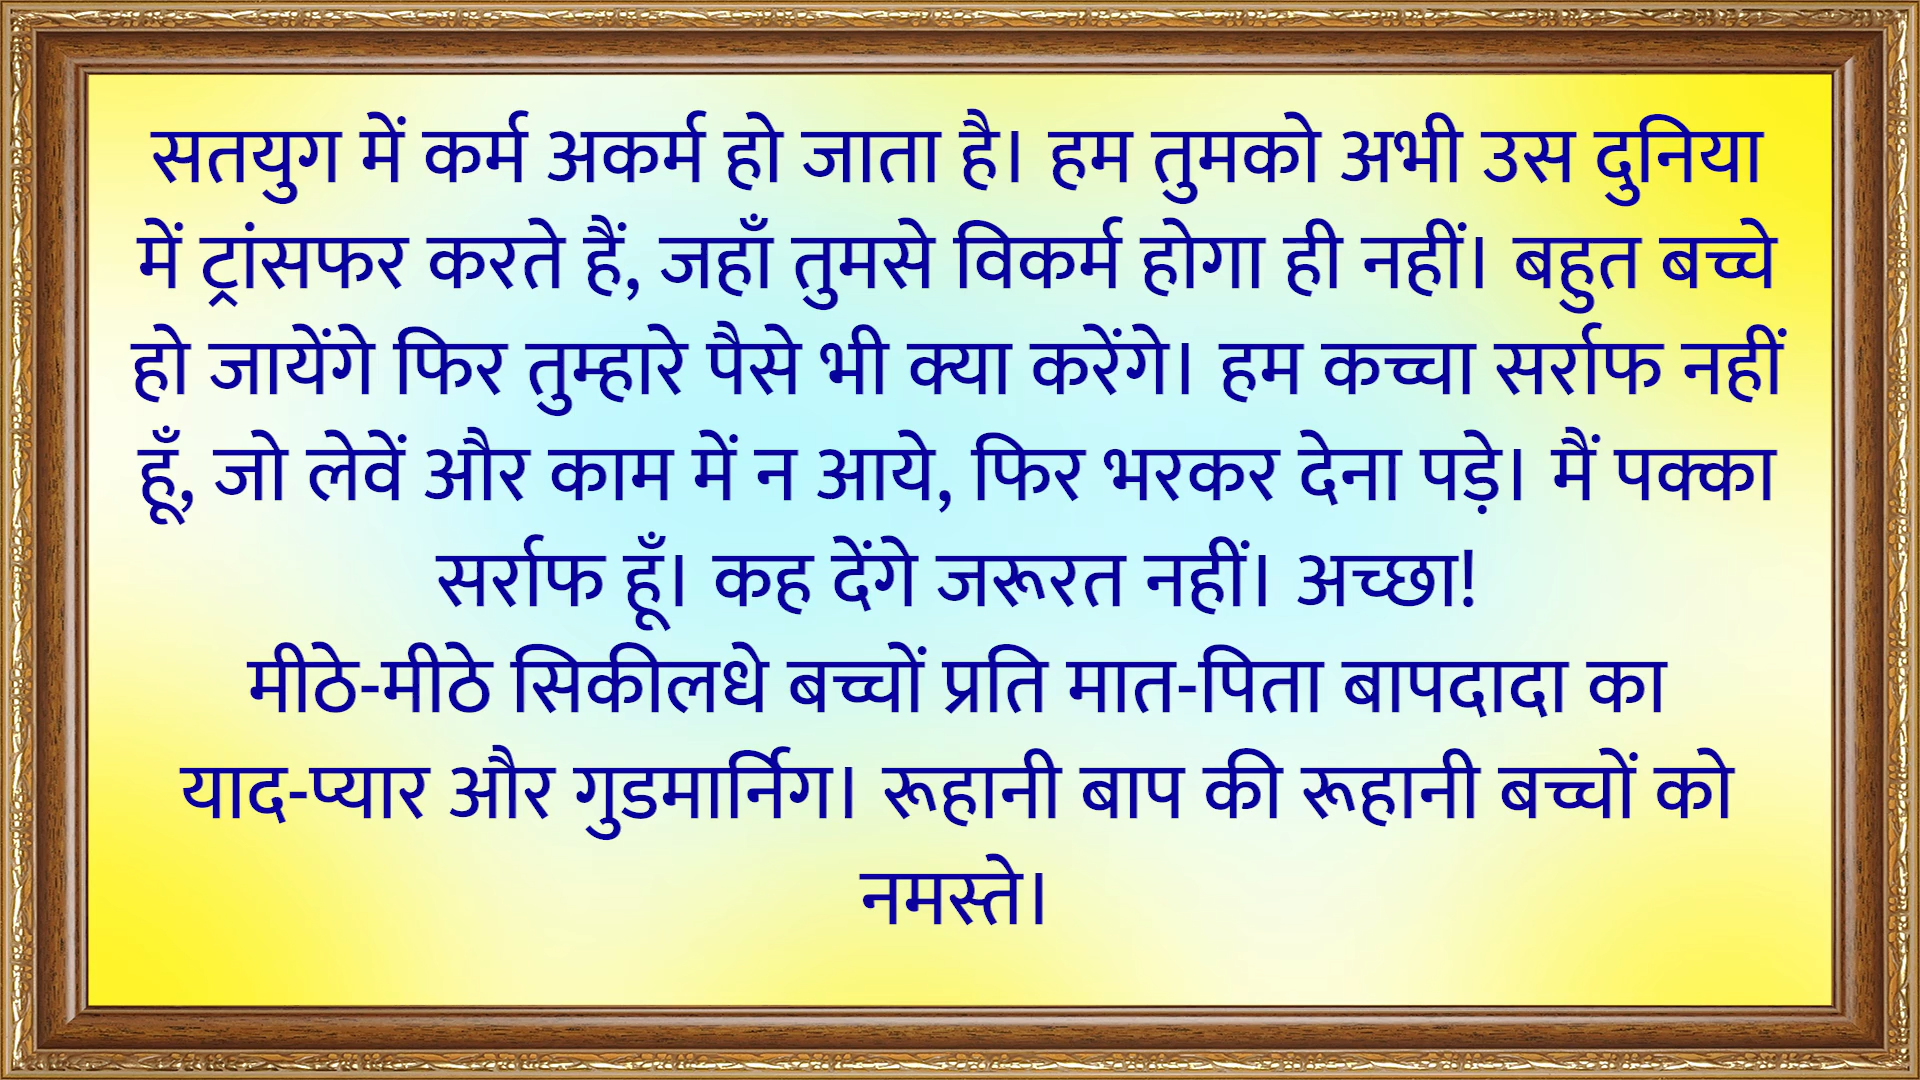 सतयुग में कर्म अकर्म हो जाता है। हम तुमको अभी उस दुनिया
में ट्रांसफर करते हैं, जहाँ तुमसे विकर्म होगा ही नहीं। बहुत बच्चे
हो जायेंगे फिर तुम्हारे पैसे भी क्या करेंगे। हम कच्चा सर्राफ नहीं
हूँ, जो लेवें और काम में न आये, फिर भरकर देना पड़े। मैं पक्का
सर्राफ हूँ। कह देंगे जरूरत नहीं। अच्छा!
मीठे-मीठे सिकीलधे बच्चों प्रति मात-पिता बापदादा का
याद-प्यार और गुडमार्निंग। रूहानी बाप की रूहानी बच्चों को
नमस्ते।